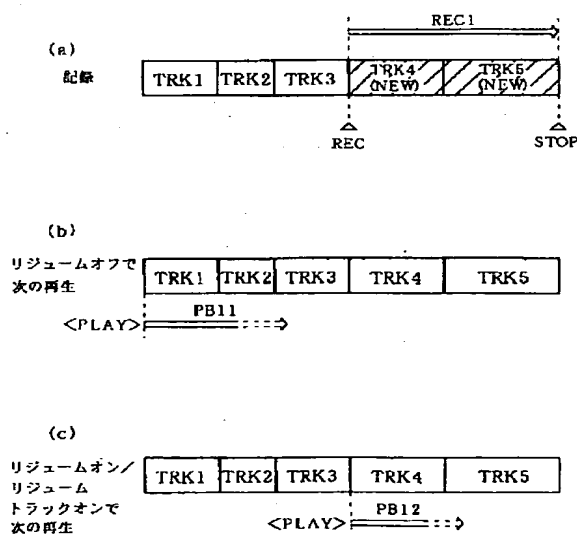 REC1
(a)
記録
TRK1 TRK2 TRK3 TRK4 (NEW) TRK5 (NEW)
REC STOP
(b)
リジュームオフで
次の再生
TRK1 TRK2 TRK3 TRK4 TRK5
<PLAY> PB11
(c)
リジュームオン/
リジューム
トラックオンで
次の再生
TRK1 TRK2 TRK3 TRK4 TRK5
<PLAY> PB12